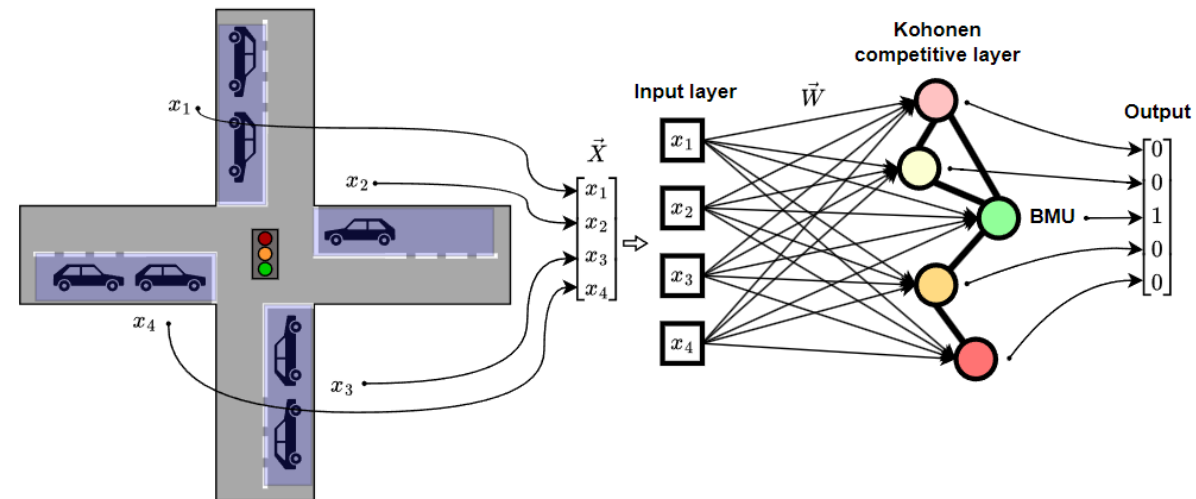 Kohonen
competitive layer
Input layer
Output
x₁
x₂
x₃
x₄
X⃗
x₁
x₂
x₃
x₄
W⃗
x₁
x₂
x₃
x₄
BMU
0
0
1
0
0